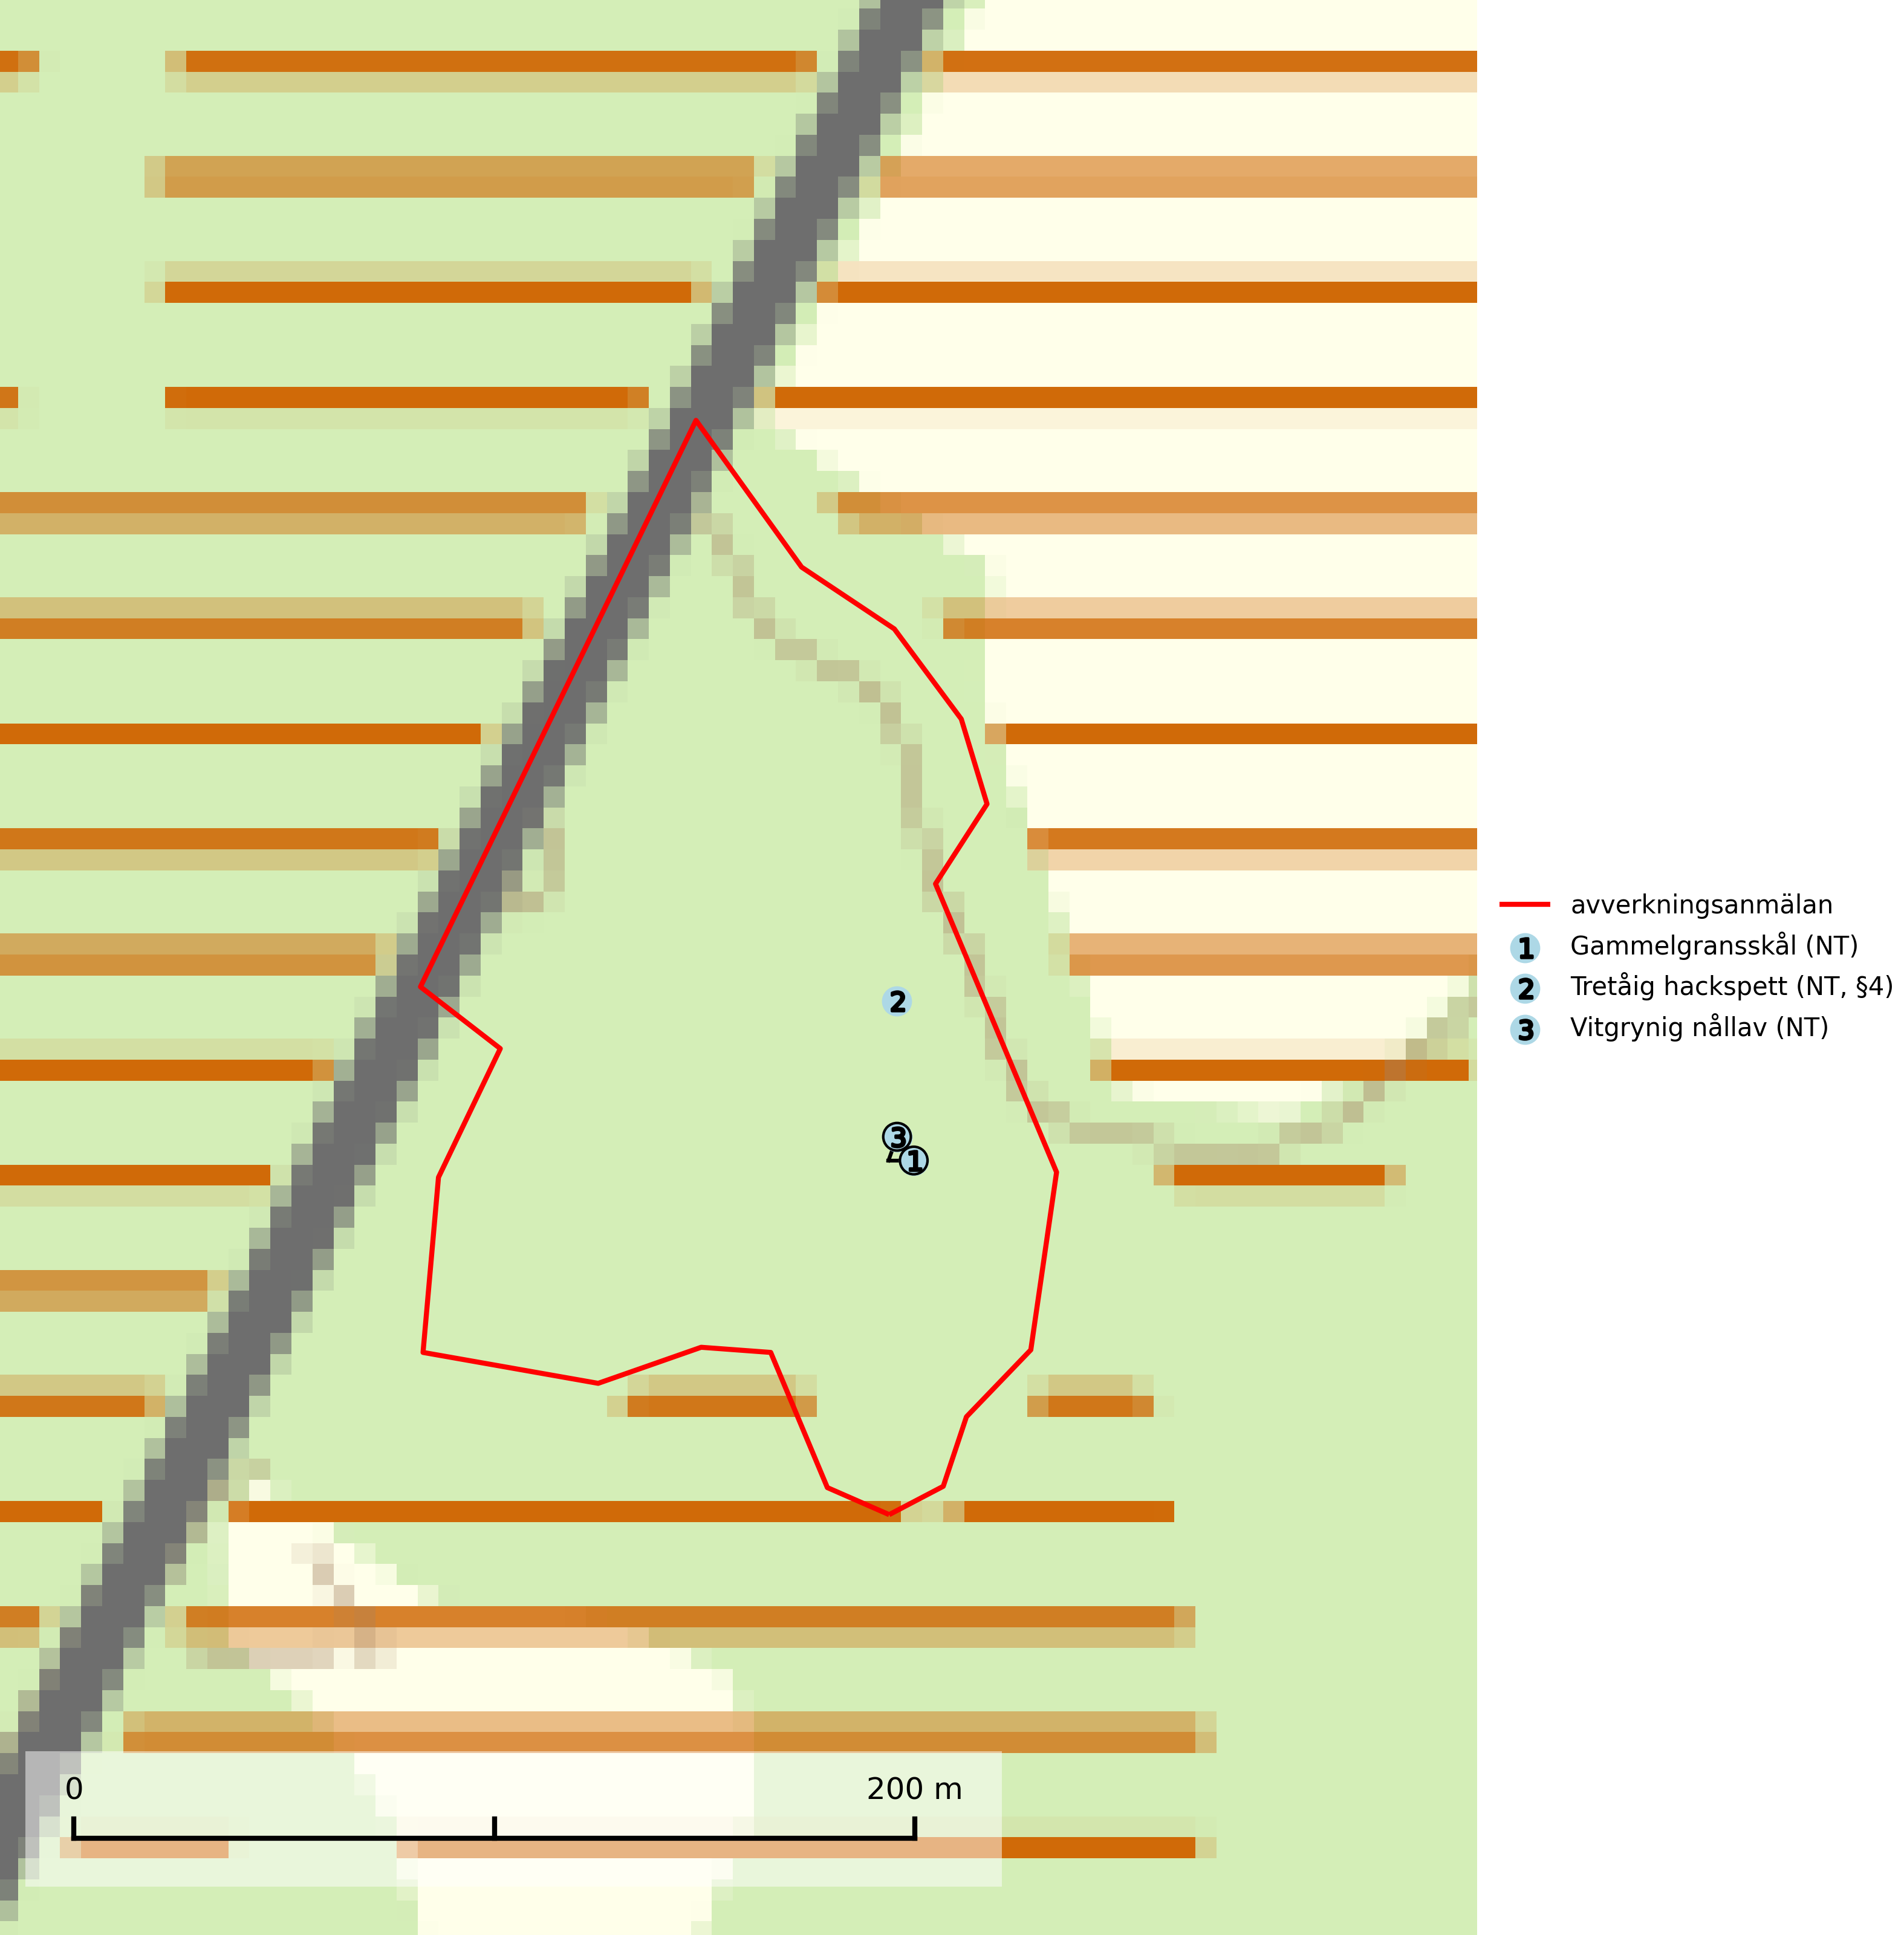 avverkningsanmälan
1 Gammelgransskål (NT)
2 Tretåig hackspett (NT, §4)
3 Vitgrynig nållav (NT)
2
3
1
0 200 m